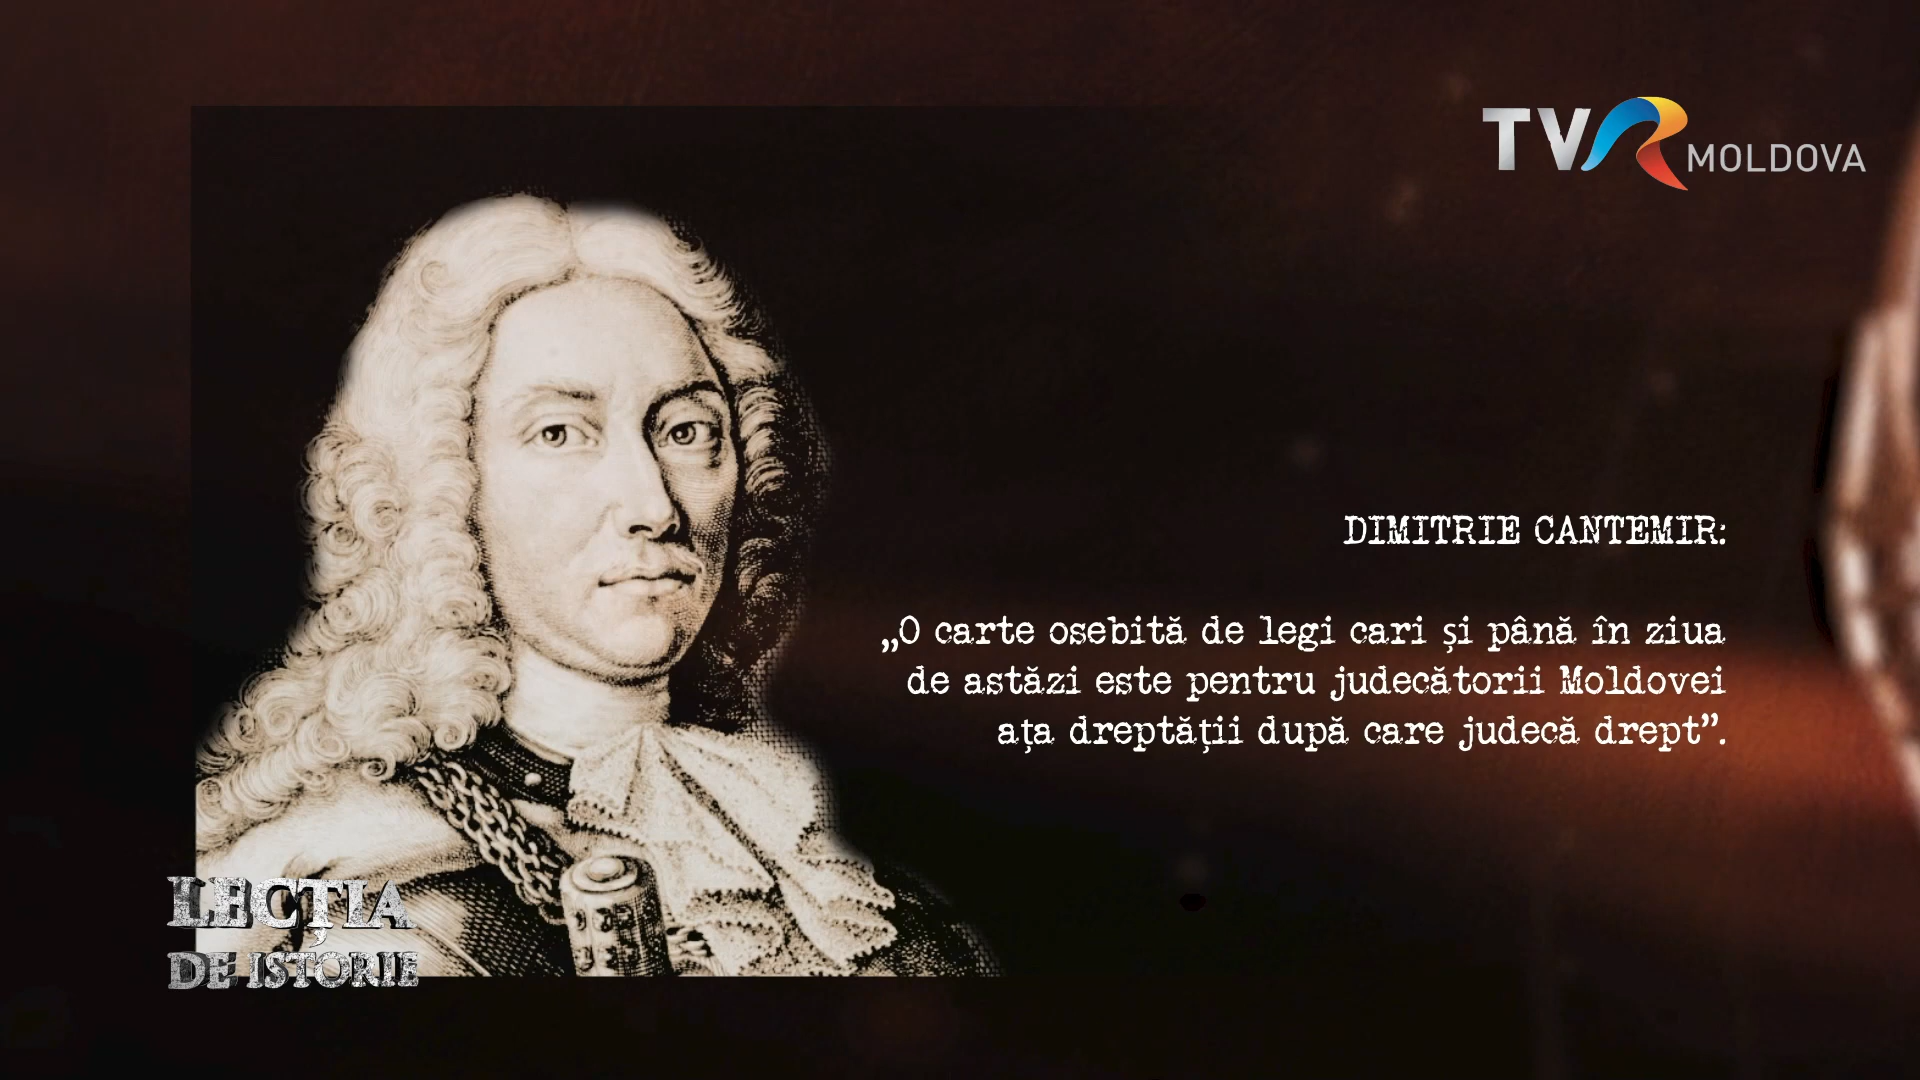 TVR MOLDOVA
DIMITRIE CANTEMIR:
„O carte osebită de legi cari și până în ziua
de astăzi este pentru judecătorii Moldovei
ața dreptății după care judecă drept”.
LECȚIA
DE ISTORIE